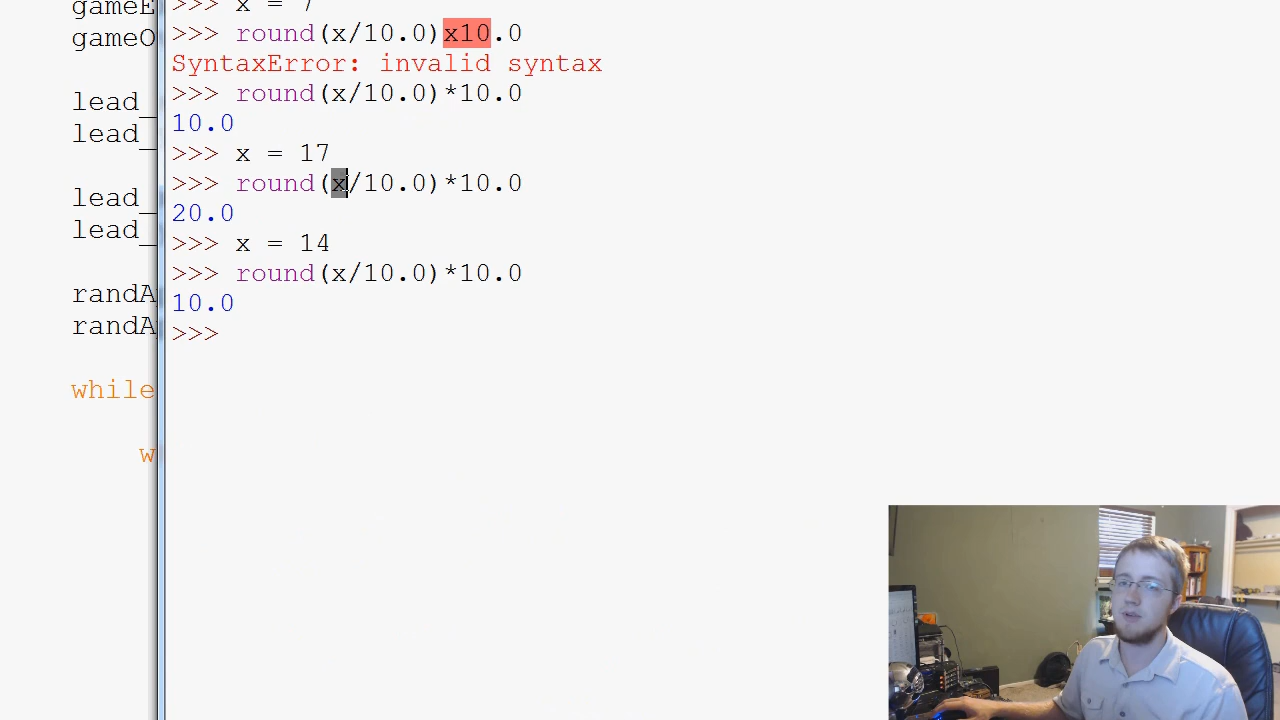 gameE
gameO
lead_
lead_
lead_
lead_
randA
randA
while
w
>>> x = 7
>>> round(x/10.0)x10.0
SyntaxError: invalid syntax
>>> round(x/10.0)*10.0
10.0
>>> x = 17
>>> round(x/10.0)*10.0
20.0
>>> x = 14
>>> round(x/10.0)*10.0
10.0
>>>